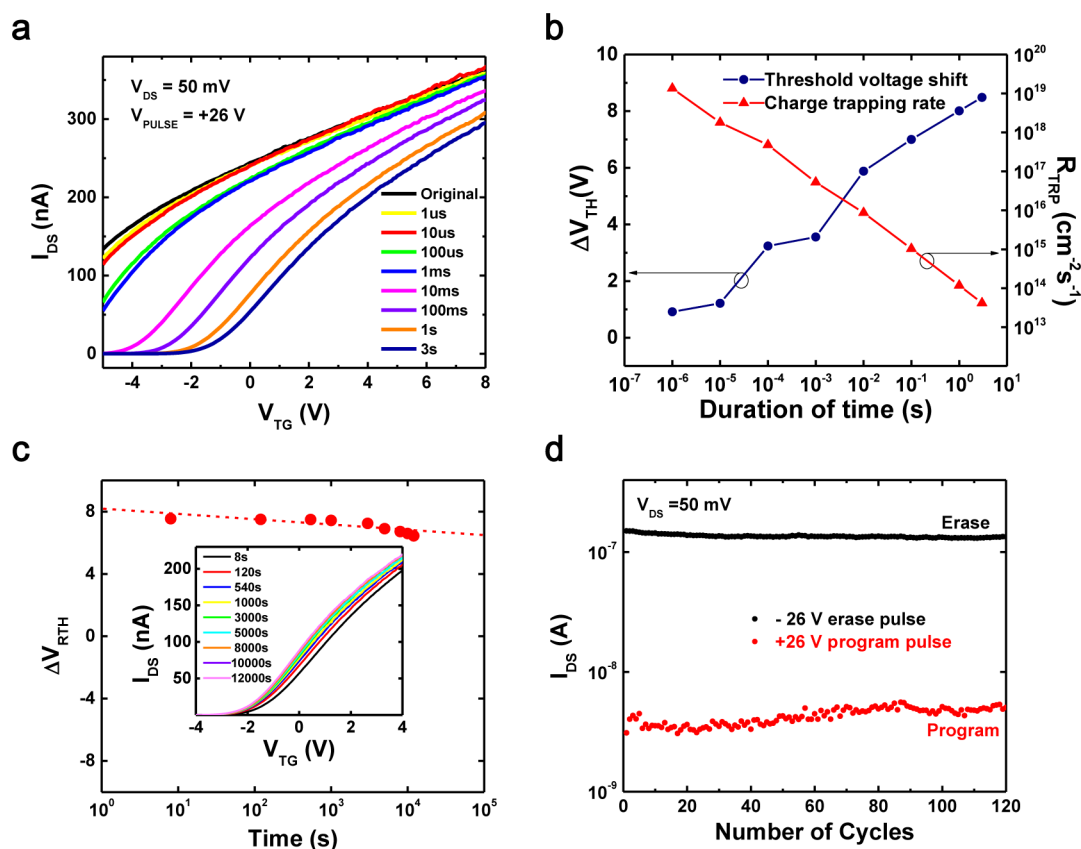 a
V_DS = 50 mV
V_PULSE = +26 V
Original
1us
10us
100us
1ms
10ms
100ms
1s
3s
300
200
100
0
I_DS (nA)
-4 -2 0 2 4 6 8
V_TG (V)
b
Threshold voltage shift
Charge trapping rate
10
8
6
4
2
0
ΔV_TH(V)
10^20
10^19
10^18
10^17
10^16
10^15
10^14
10^13
R_TRP (cm^-2s^-1)
10^-7 10^-6 10^-5 10^-4 10^-3 10^-2 10^-1 10^0 10^1
Duration of time (s)
c
8
4
0
-4
-8
ΔV_RTH
8s
120s
540s
1000s
3000s
5000s
8000s
10000s
12000s
200
150
100
50
I_DS (nA)
-4 -2 0 2 4
V_TG (V)
10^0 10^1 10^2 10^3 10^4 10^5
Time (s)
d
V_DS =50 mV
Erase
- 26 V erase pulse
+26 V program pulse
Program
10^-7
10^-8
10^-9
I_DS (A)
0 20 40 60 80 100 120
Number of Cycles